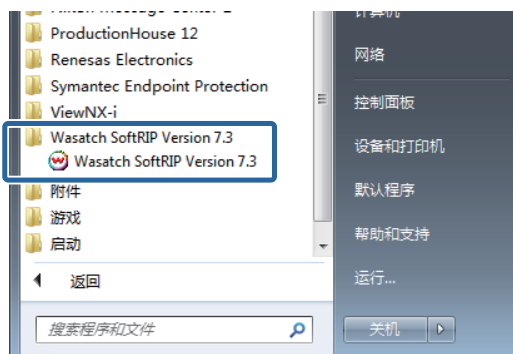 ProductionHouse 12
Renesas Electronics
Symantec Endpoint Protection
ViewNX-i
Wasatch SoftRIP Version 7.3
Wasatch SoftRIP Version 7.3
附件
游戏
启动
返回
搜索程序和文件
网络
控制面板
设备和打印机
默认程序
帮助和支持
运行...
关机